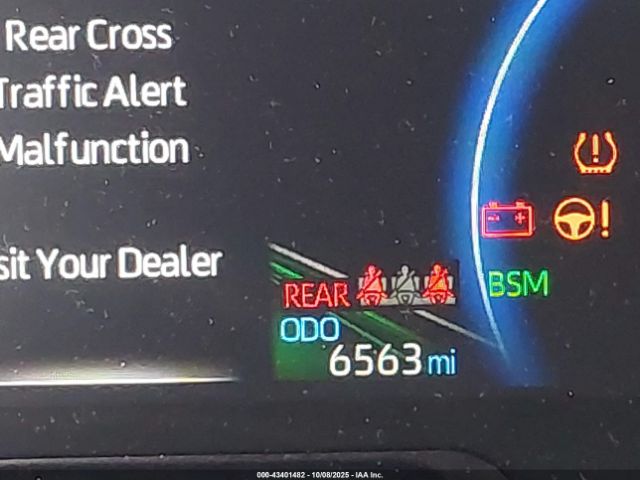 Rear Cross
Traffic Alert
Malfunction
sit Your Dealer
REAR
BSM
ODO
6563 mi
000-43401482 - 10/08/2025 - IAA Inc.